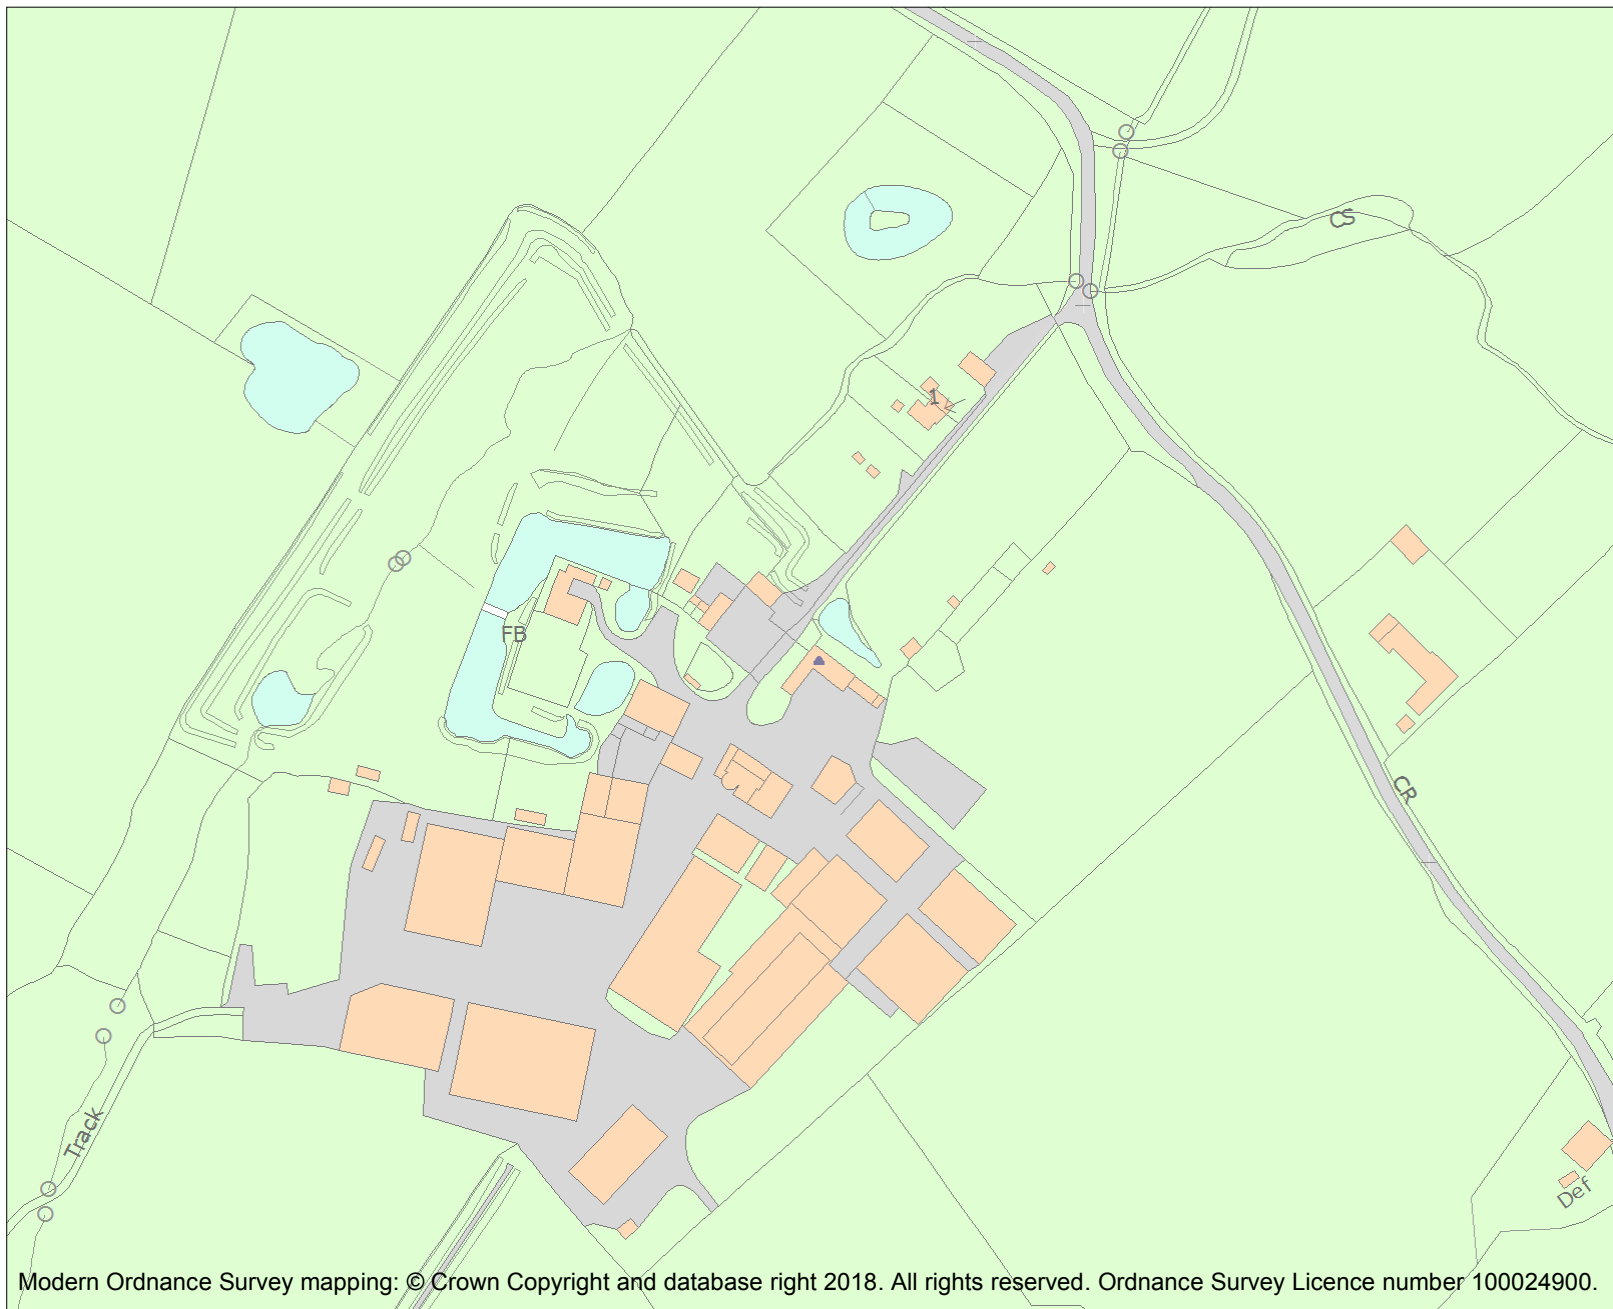 CS
1
FB
CR
Track
Def
Modern Ordnance Survey mapping: © Crown Copyright and database right 2018. All rights reserved. Ordnance Survey Licence number 100024900.